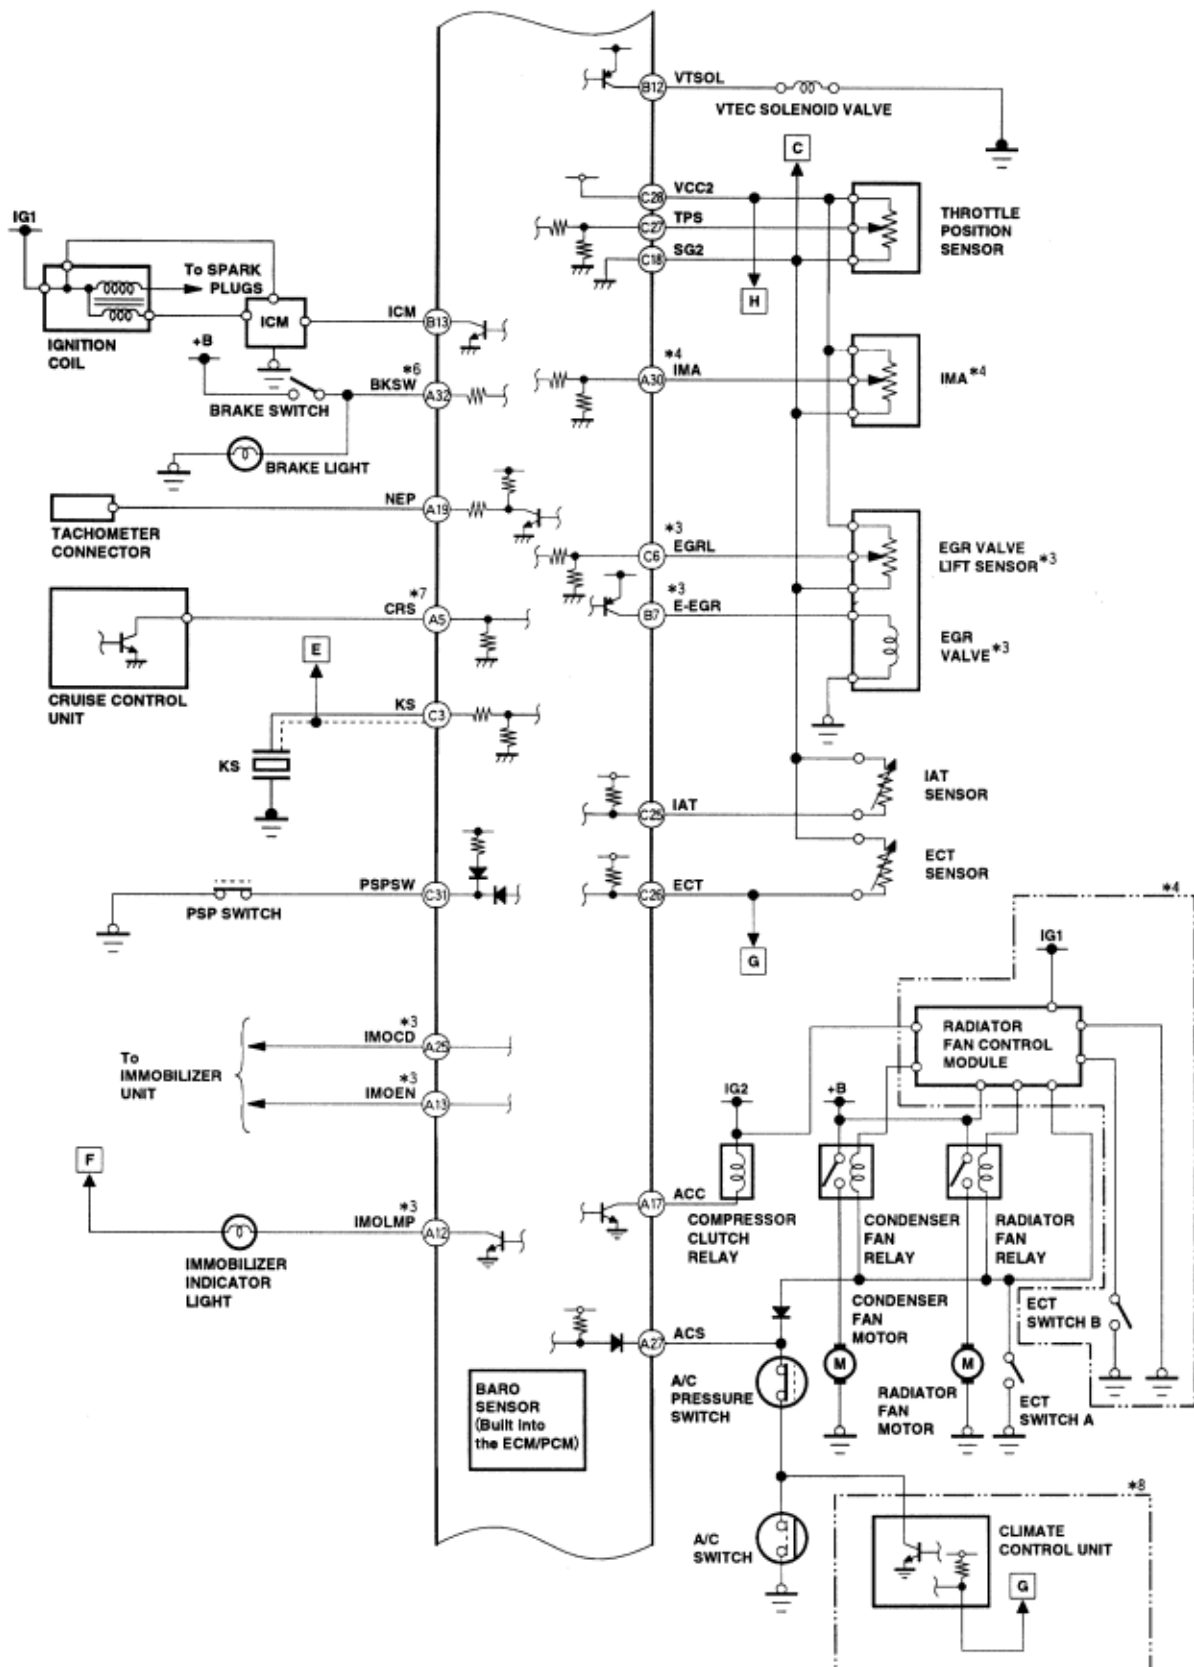 B12
VTSOL
VTEC SOLENOID VALVE
C
C28
VCC2
C27
TPS
C18
SG2
THROTTLE
POSITION
SENSOR
H
IG1
To SPARK
PLUGS
ICM
IGNITION
COIL
ICM
B13
+B
*6
BKSW
A32
BRAKE SWITCH
BRAKE LIGHT
*4
A30
IMA
IMA*4
NEP
A19
TACHOMETER
CONNECTOR
*3
C6
EGRL
EGR VALVE
LIFT SENSOR*3
*3
B7
E-EGR
EGR
VALVE*3
*7
CRS
A5
CRUISE CONTROL
UNIT
E
KS
C3
KS
IAT
SENSOR
C25
IAT
ECT
SENSOR
C26
ECT
PSPSW
C31
PSP SWITCH
G
*4
IG1
RADIATOR
FAN CONTROL
MODULE
To
IMMOBILIZER
UNIT
*3
IMOCD
A25
*3
IMOEN
A13
IG2
+B
F
*3
IMOLMP
A12
IMMOBILIZER
INDICATOR
LIGHT
A17
ACC
COMPRESSOR
CLUTCH
RELAY
CONDENSER
FAN
RELAY
RADIATOR
FAN
RELAY
CONDENSER
FAN
MOTOR
ECT
SWITCH B
A27
ACS
A/C
PRESSURE
SWITCH
M
M
RADIATOR
FAN
MOTOR
ECT
SWITCH A
BARO
SENSOR
(Built into
the ECM/PCM)
*8
A/C
SWITCH
CLIMATE
CONTROL UNIT
G